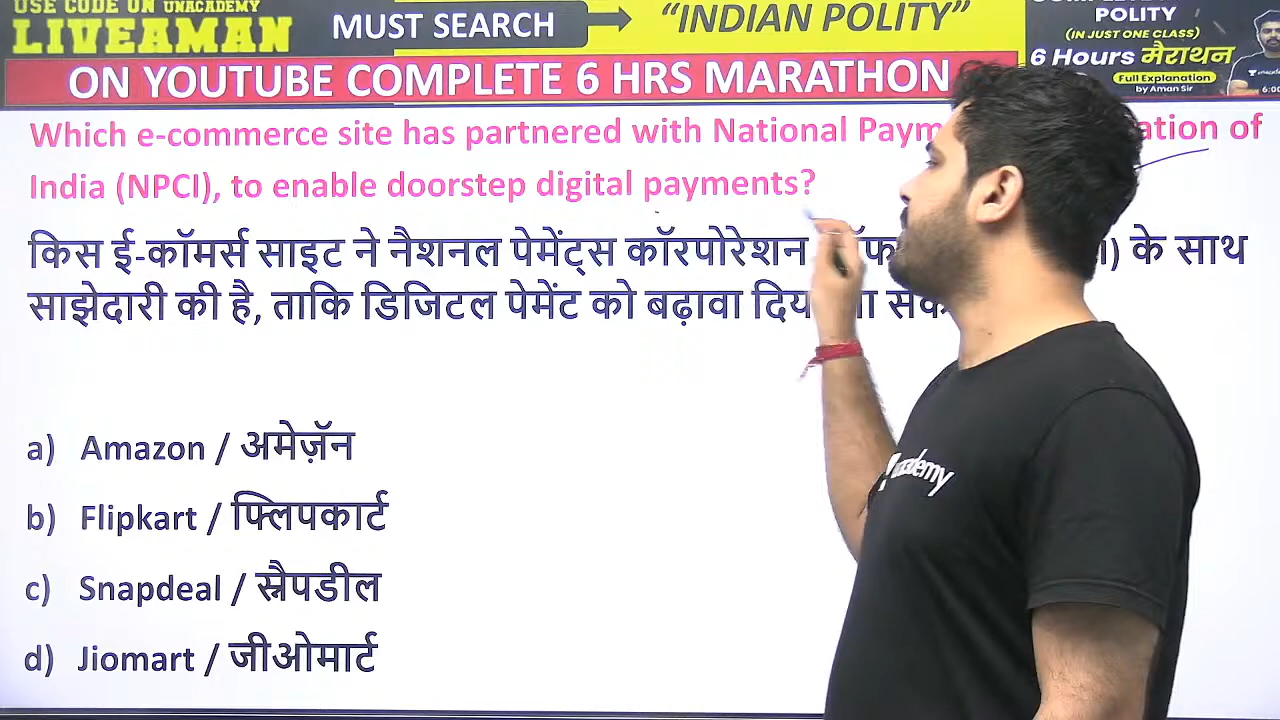 USE CODE ON UNACADEMY
LIVEAMAN
MUST SEARCH
“INDIAN POLITY”
POLITY
(IN JUST ONE CLASS)
6 Hours मैराथन
Full Explanation
by Aman Sir
6:00
ON YOUTUBE COMPLETE 6 HRS MARATHON
Which e-commerce site has partnered with National of
India (NPCI), to enable doorstep digital payments?
किस ई-कॉमर्स साइट ने नैशनल पेमेंट्स कॉरपोरेशन के साथ
साझेदारी की है, ताकि डिजिटल पेमेंट को बढ़ावा
a) Amazon / अमेज़ॅन
b) Flipkart / फ्लिपकार्ट
c) Snapdeal / स्नैपडील
d) Jiomart / जीओमार्ट